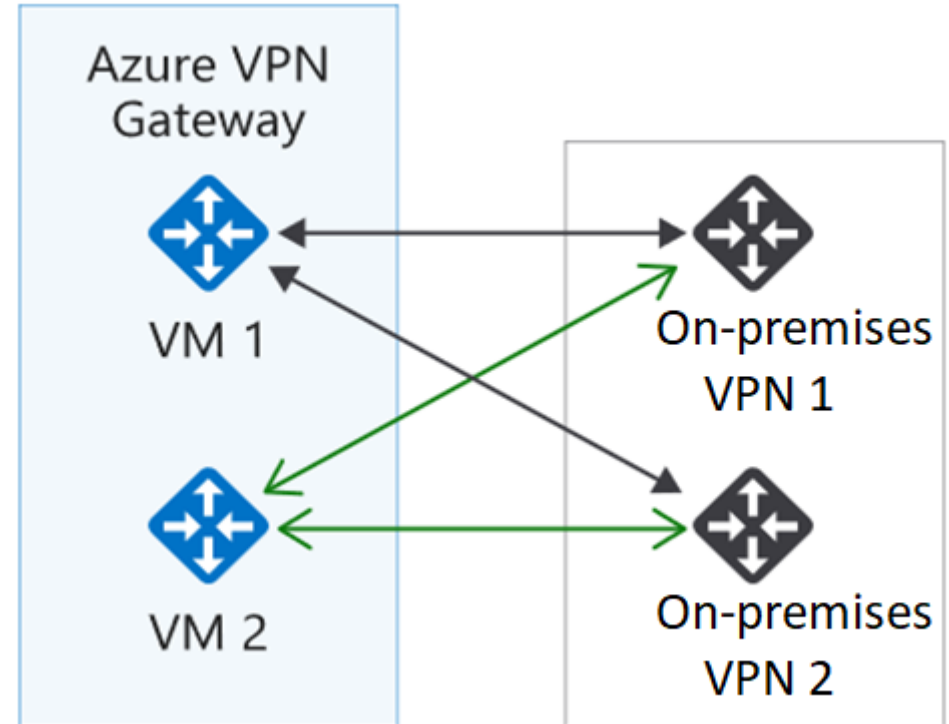 Azure VPN
Gateway
VM 1
On-premises
VPN 1
VM 2
On-premises
VPN 2